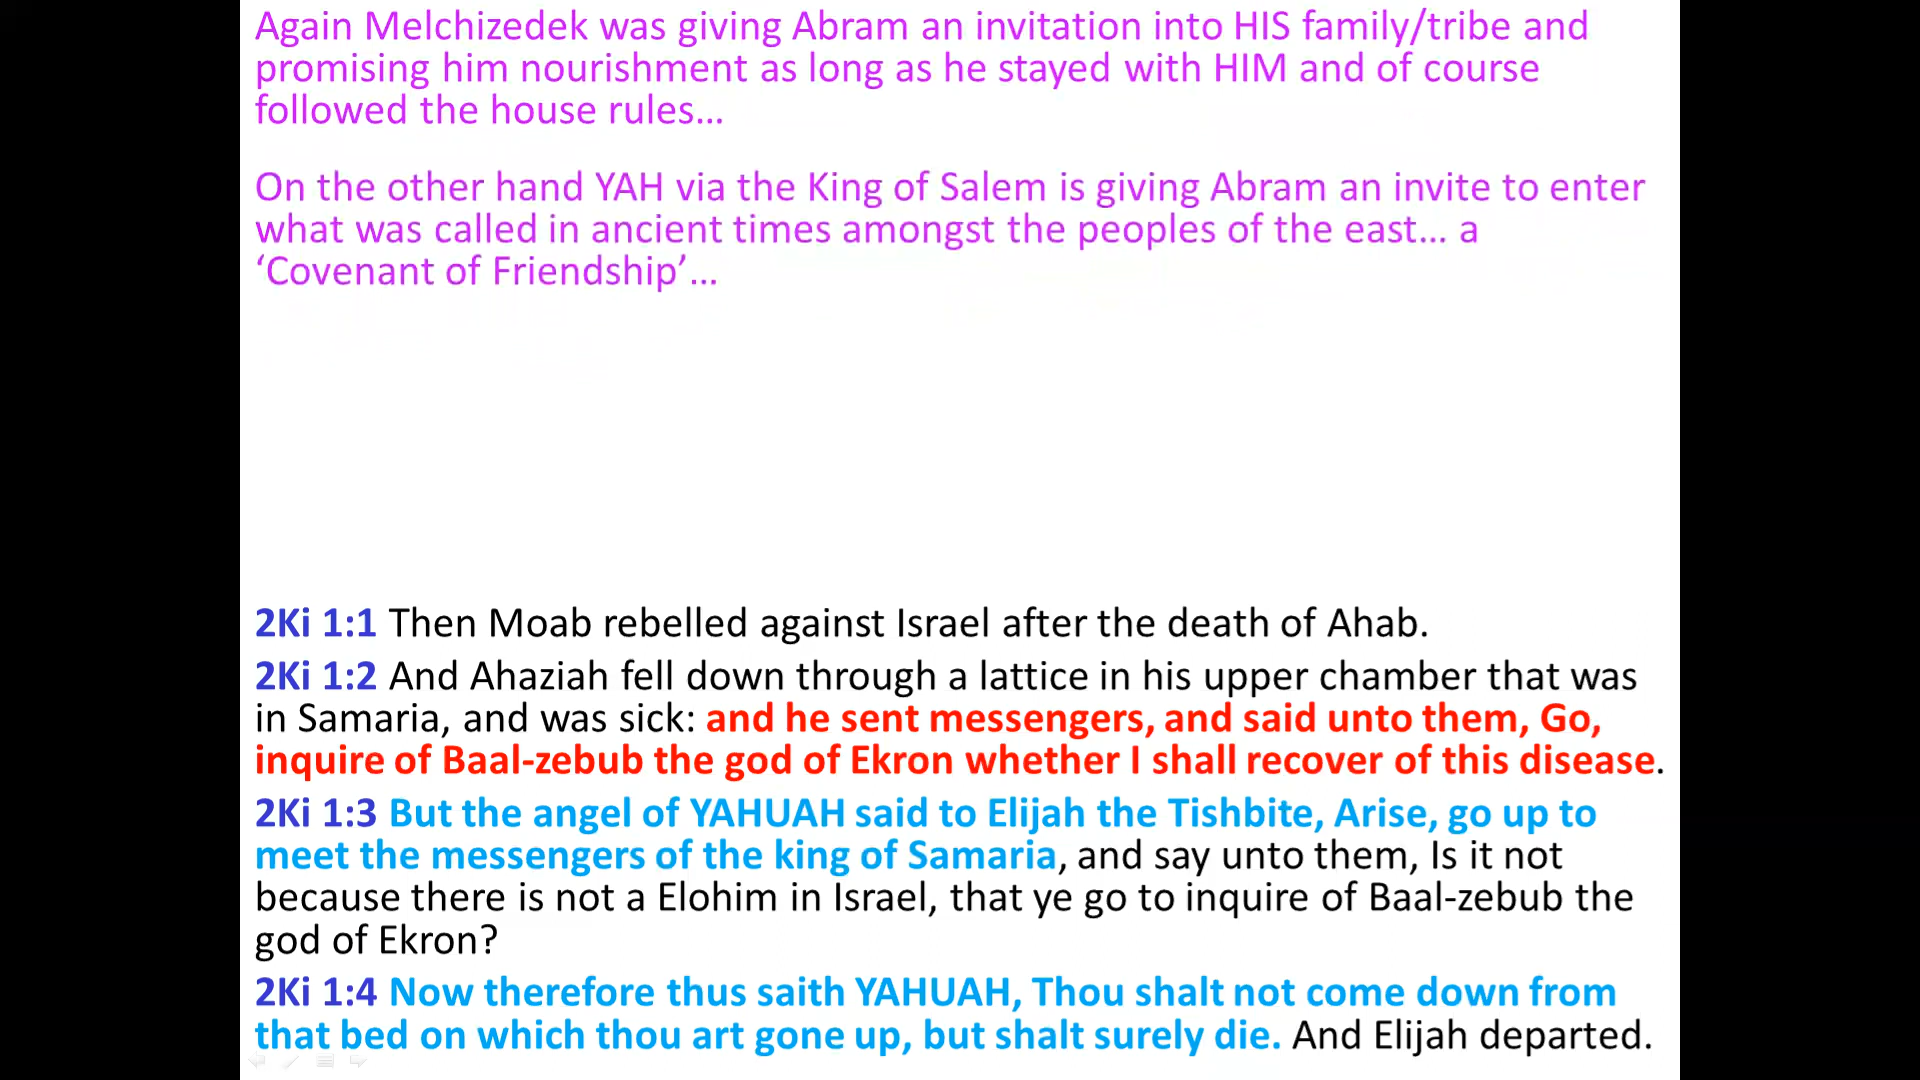 Again Melchizedek was giving Abram an invitation into HIS family/tribe and
promising him nourishment as long as he stayed with HIM and of course
followed the house rules…
On the other hand YAH via the King of Salem is giving Abram an invite to enter
what was called in ancient times amongst the peoples of the east… a
‘Covenant of Friendship’…
2Ki 1:1 Then Moab rebelled against Israel after the death of Ahab.
2Ki 1:2 And Ahaziah fell down through a lattice in his upper chamber that was
in Samaria, and was sick: and he sent messengers, and said unto them, Go,
inquire of Baal-zebub the god of Ekron whether I shall recover of this disease.
2Ki 1:3 But the angel of YAHUAH said to Elijah the Tishbite, Arise, go up to
meet the messengers of the king of Samaria, and say unto them, Is it not
because there is not a Elohim in Israel, that ye go to inquire of Baal-zebub the
god of Ekron?
2Ki 1:4 Now therefore thus saith YAHUAH, Thou shalt not come down from
that bed on which thou art gone up, but shalt surely die. And Elijah departed.